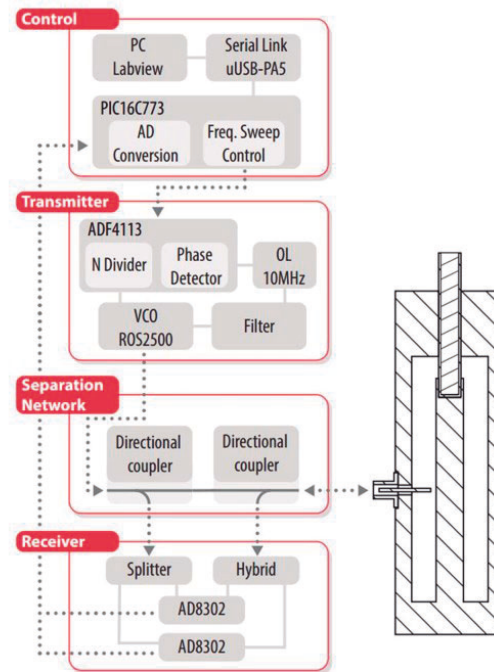 Control
PC
Labview
Serial Link
uUSB-PA5
PIC16C773
AD
Conversion
Freq. Sweep
Control
Transmitter
ADF4113
N Divider
Phase
Detector
OL
10MHz
VCO
ROS2500
Filter
Separation
Network
Directional
coupler
Directional
coupler
Receiver
Splitter
Hybrid
AD8302
AD8302